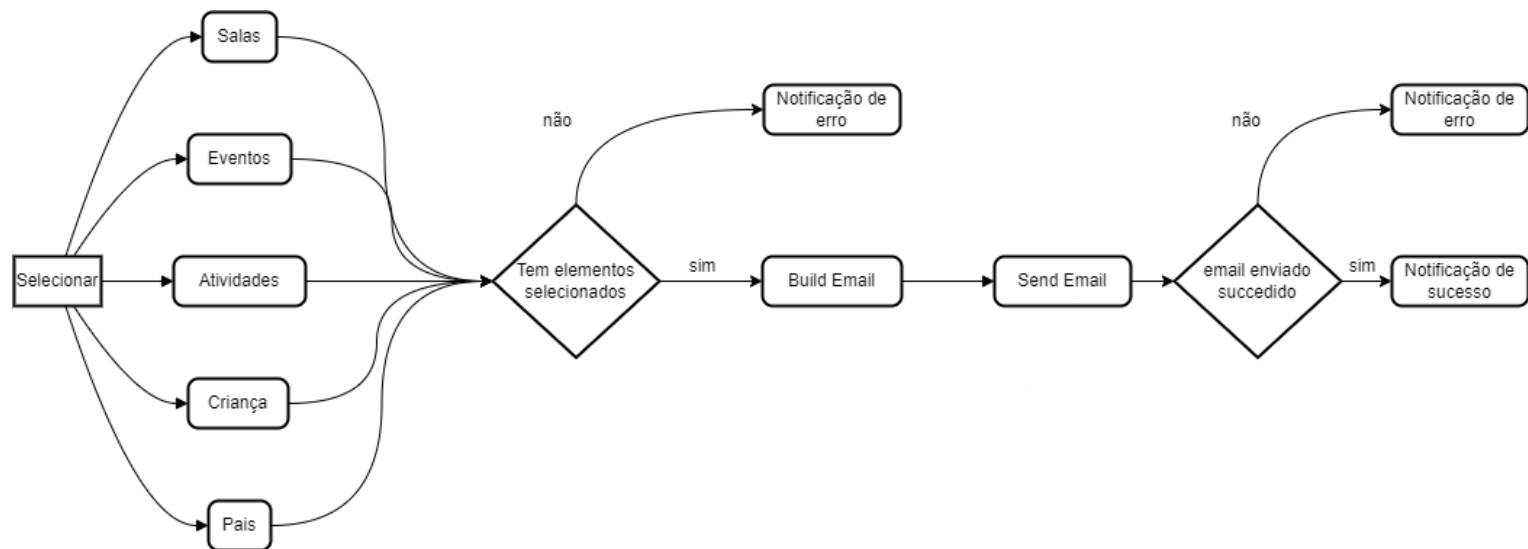 Salas
Eventos
Selecionar
Atividades
Criança
Pais
Tem elementos
selecionados
não
Notificação de
erro
sim
Build Email
Send Email
email enviado
succedido
não
Notificação de
erro
sim
Notificação de
sucesso